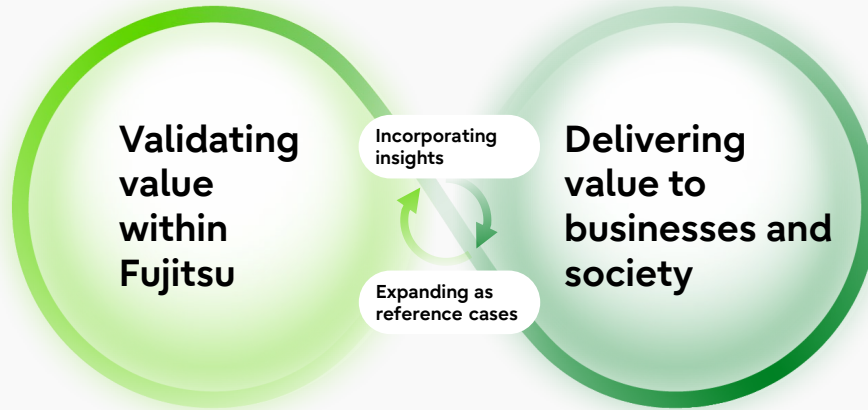 Validating
value
within
Fujitsu
Incorporating
insights
Expanding as
reference cases
Delivering
value to
businesses and
society